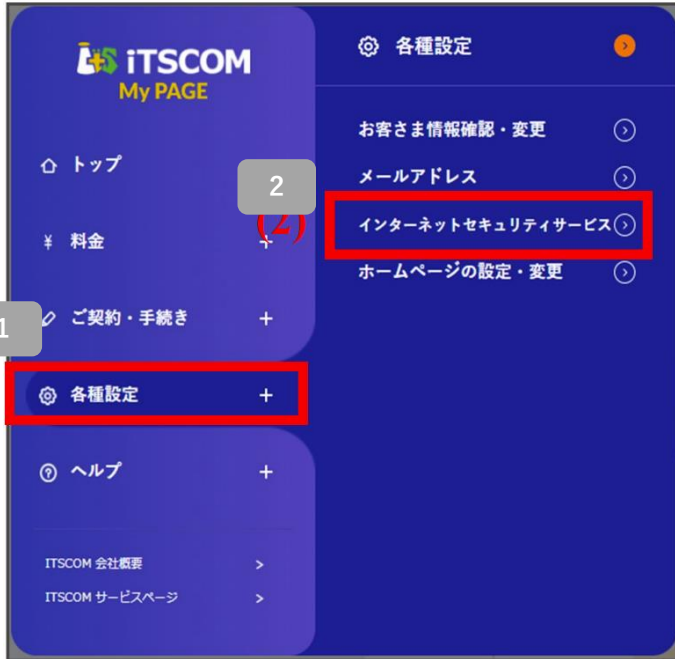 iTSCOM
My PAGE
トップ
¥ 料金 +
ご契約・手続き +
各種設定 +
ヘルプ +
ITSCOM 会社概要 >
ITSCOM サービスページ >
各種設定
お客さま情報確認・変更
メールアドレス
インターネットセキュリティサービス
ホームページの設定・変更
1
2
(2)